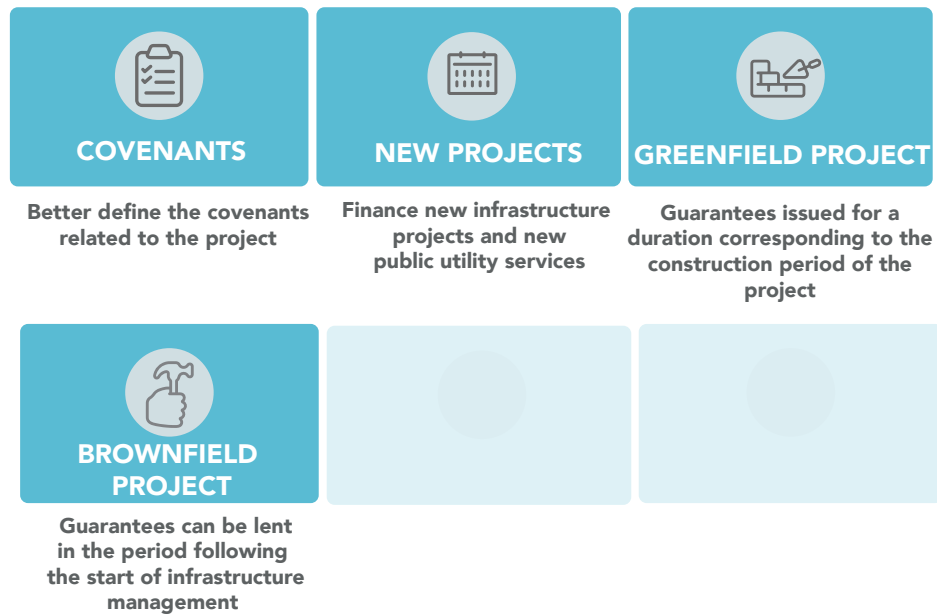 COVENANTS
Better define the covenants
related to the project
NEW PROJECTS
Finance new infrastructure
projects and new
public utility services
GREENFIELD PROJECT
Guarantees issued for a
duration corresponding to the
construction period of the
project
BROWNFIELD
PROJECT
Guarantees can be lent
in the period following
the start of infrastructure
management